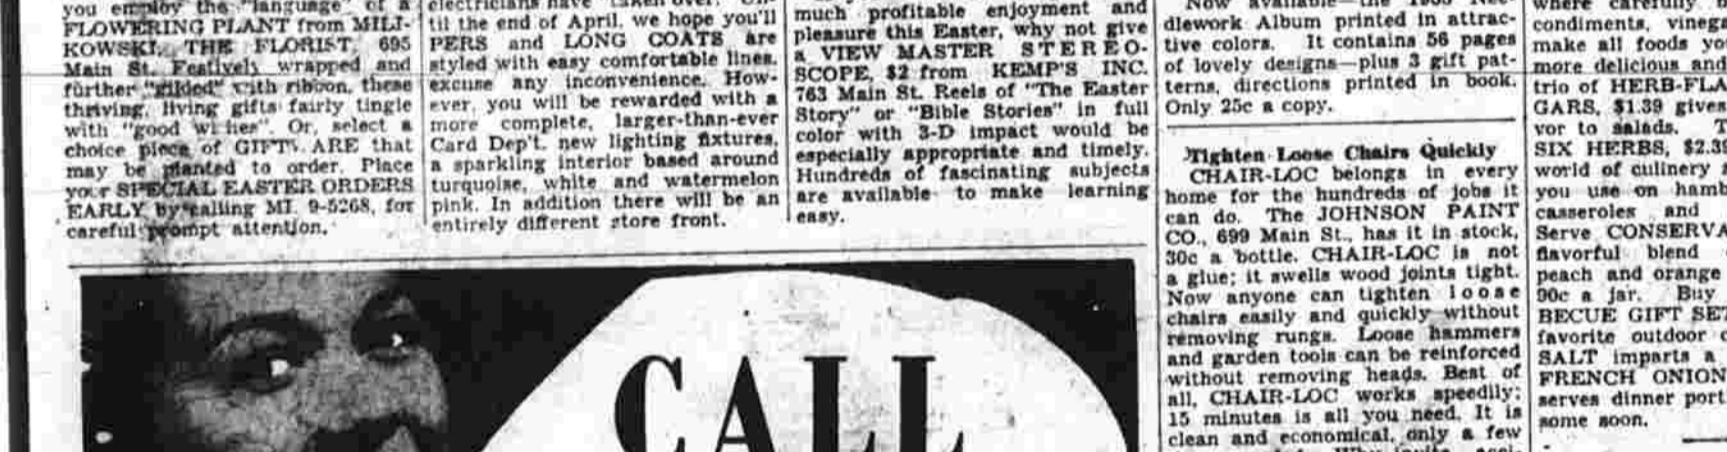 you employ the "language" of a
FLOWERING PLANT from MILI-
KOWSKI, THE FLORIST, 695
Main St. Festively wrapped and
further "gilded" with ribbon, these
thriving, living gifts fairly tingle
with "good wishes". Or, select a
choice piece of GIFT ARE that
may be planted to order. Place
your SPECIAL EASTER ORDERS
EARLY by calling MI. 9-5268, for
careful prompt attention.
electricians have taken over. Un-
til the end of April, we hope you'll
PERS and LONG COATS are
styled with easy comfortable lines.
excuse any inconvenience. How-
ever, you will be rewarded with a
more complete, larger-than-ever
Card Dep't. new lighting fixtures,
a sparkling interior based around
turquoise, white and watermelon
pink. In addition there will be an
entirely different store front.
much profitable enjoyment and
pleasure this Easter, why not give
a VIEW MASTER STEREO-
SCOPE, $2 from KEMP'S INC.
763 Main St. Reels of "The Easter
Story" or "Bible Stories" in full
color with 3-D impact would be
especially appropriate and timely.
Hundreds of fascinating subjects
are available to make learning
easy.
dlework Album printed in attrac-
tive colors. It contains 56 pages
of lovely designs—plus 3 gift pat-
terns, directions printed in book.
Only 25c a copy.
Tighten Loose Chairs Quickly
CHAIR-LOC belongs in every
home for the hundreds of jobs it
can do. The JOHNSON PAINT
CO., 699 Main St., has it in stock,
30c a bottle. CHAIR-LOC is not
a glue; it swells wood joints tight.
Now anyone can tighten loose
chairs easily and quickly without
removing rungs. Loose hammers
and garden tools can be reinforced
without removing heads. Best of
all, CHAIR-LOC works speedily;
15 minutes is all you need. It is
clean and economical, only a few
where carefully
condiments, vinega
make all foods yo
more delicious and
trio of HERB-FLA
GARS, $1.39 gives
vor to salads.
SIX HERBS, $2.39
world of culinery
you use on hamb
casseroles and
Serve CONSERVA
flavorful blend
peach and orange
90c a jar. Buy
BECUE GIFT SET
favorite outdoor
SALT imparts a
FRENCH ONION
serves dinner port
some soon.
CALL